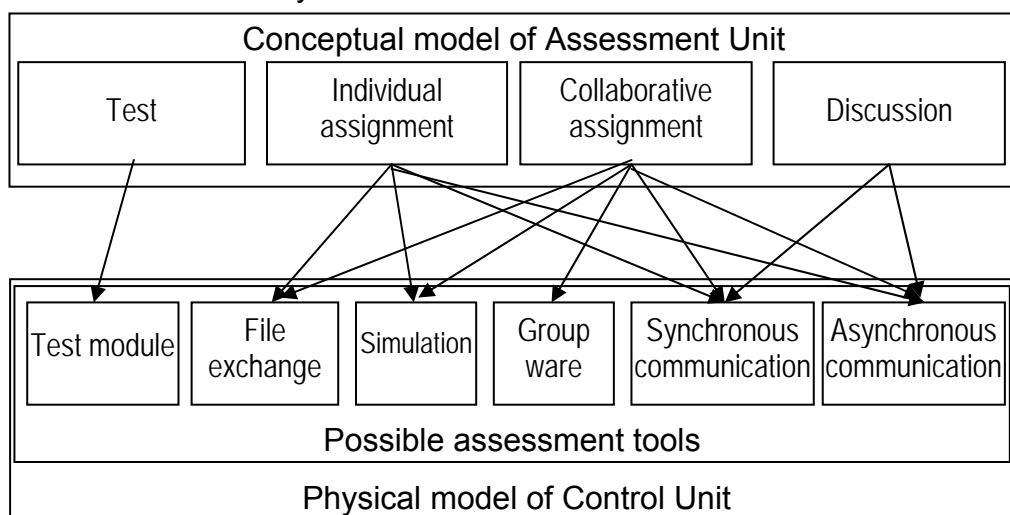 Conceptual model of Assessment Unit
Test
Individual
assignment
Collaborative
assignment
Discussion
Test module
File
exchange
Simulation
Group
ware
Synchronous
communication
Asynchronous
communication
Possible assessment tools
Physical model of Control Unit